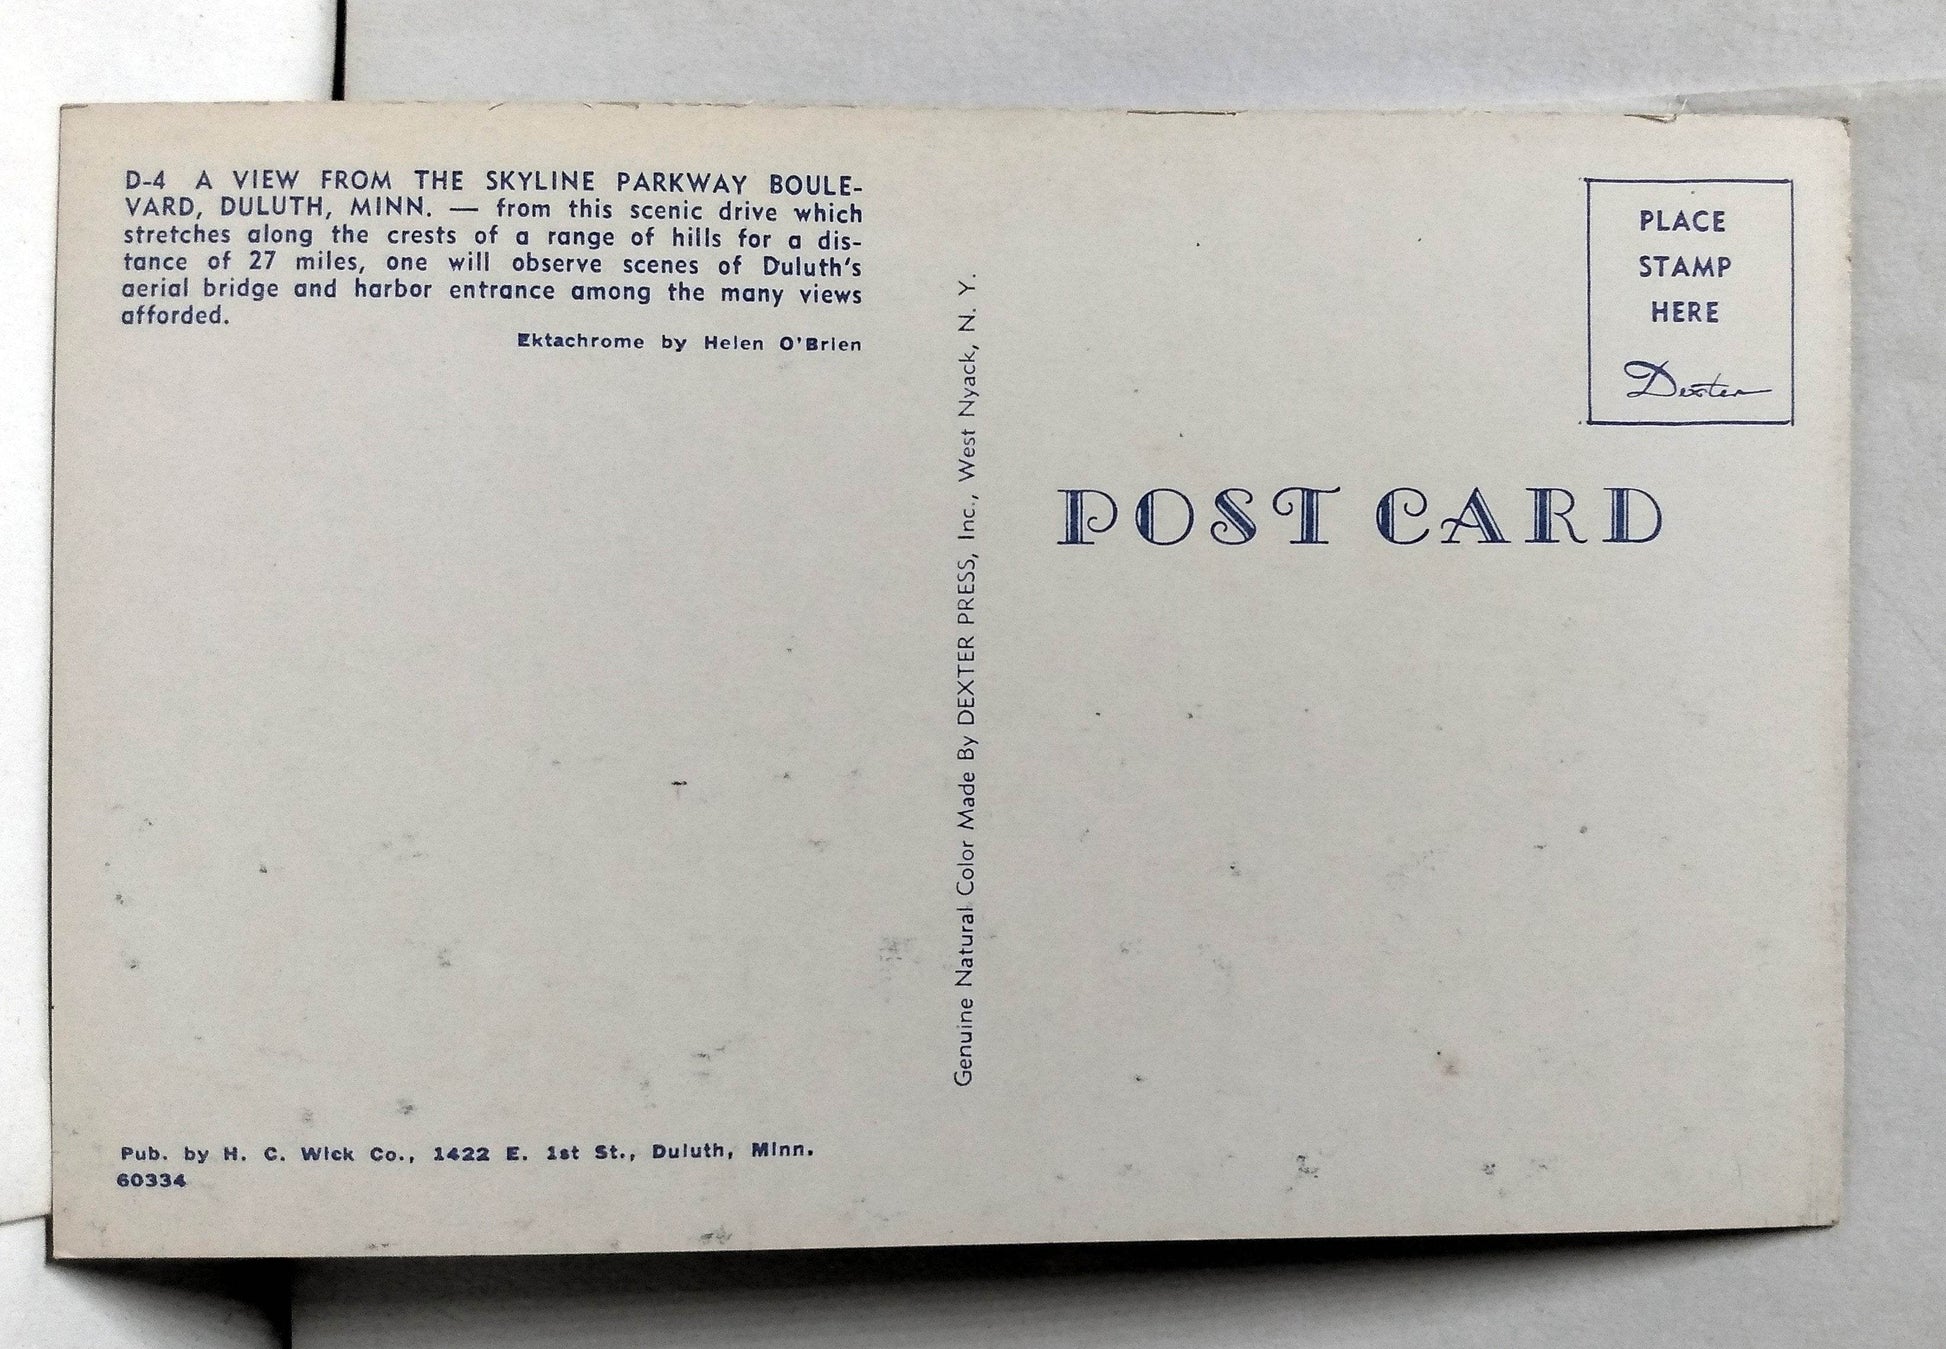 D-4 A VIEW FROM THE SKYLINE PARKWAY BOULE-
VARD, DULUTH, MINN. — from this scenic drive which
stretches along the crests of a range of hills for a dis-
tance of 27 miles, one will observe scenes of Duluth's
aerial bridge and harbor entrance among the many views
afforded.
Ektachrome by Helen O'Brien
Pub. by H. C. Wick Co., 1422 E. 1st St., Duluth, Minn.
60334
Genuine Natural Color Made By DEXTER PRESS, Inc., West Nyack, N. Y.
PLACE
STAMP
HERE
Dexter
POST CARD